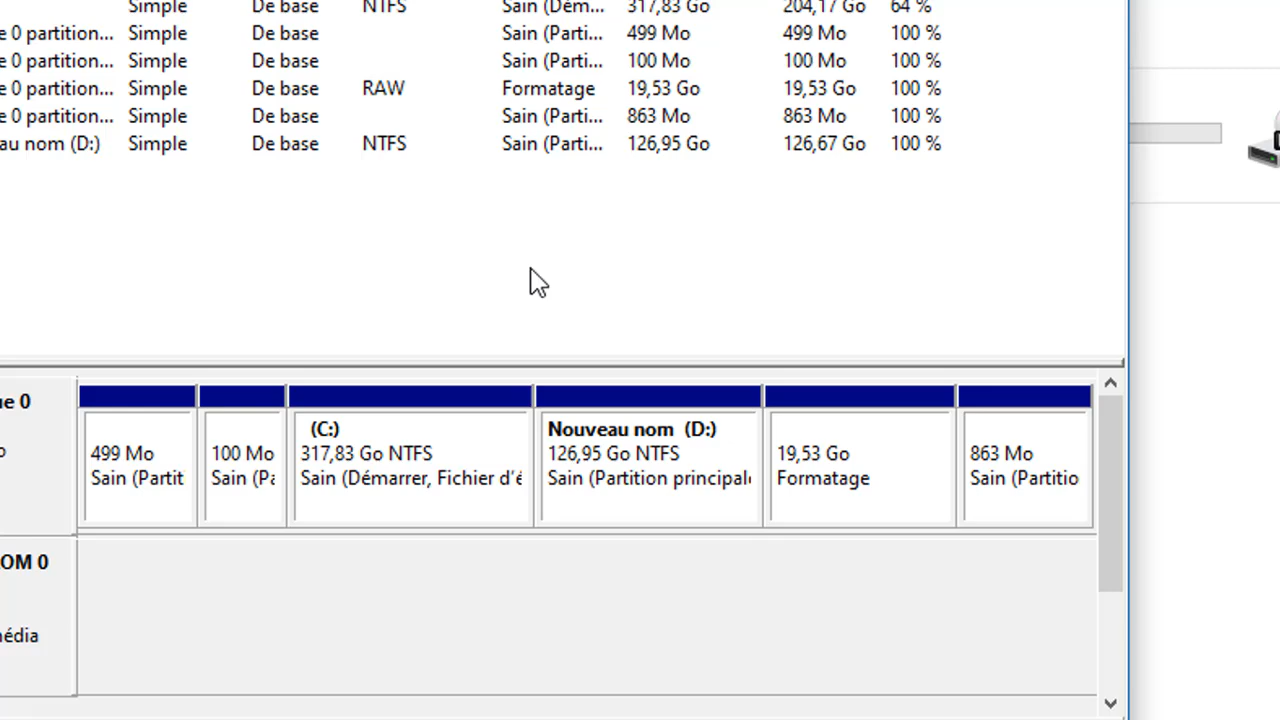 Simple De base NTFS Sain (Dém... 317,83 Go 204,17 Go 64 %
e 0 partition... Simple De base Sain (Parti... 499 Mo 499 Mo 100 %
e 0 partition... Simple De base Sain (Parti... 100 Mo 100 Mo 100 %
e 0 partition... Simple De base RAW Formatage 19,53 Go 19,53 Go 100 %
e 0 partition... Simple De base Sain (Parti... 863 Mo 863 Mo 100 %
au nom (D:) Simple De base NTFS Sain (Parti... 126,95 Go 126,67 Go 100 %
ue 0
o
499 Mo
Sain (Partit
100 Mo
Sain (Pa
(C:)
317,83 Go NTFS
Sain (Démarrer, Fichier d'é
Nouveau nom (D:)
126,95 Go NTFS
Sain (Partition principale
19,53 Go
Formatage
863 Mo
Sain (Partitio
OM 0
média